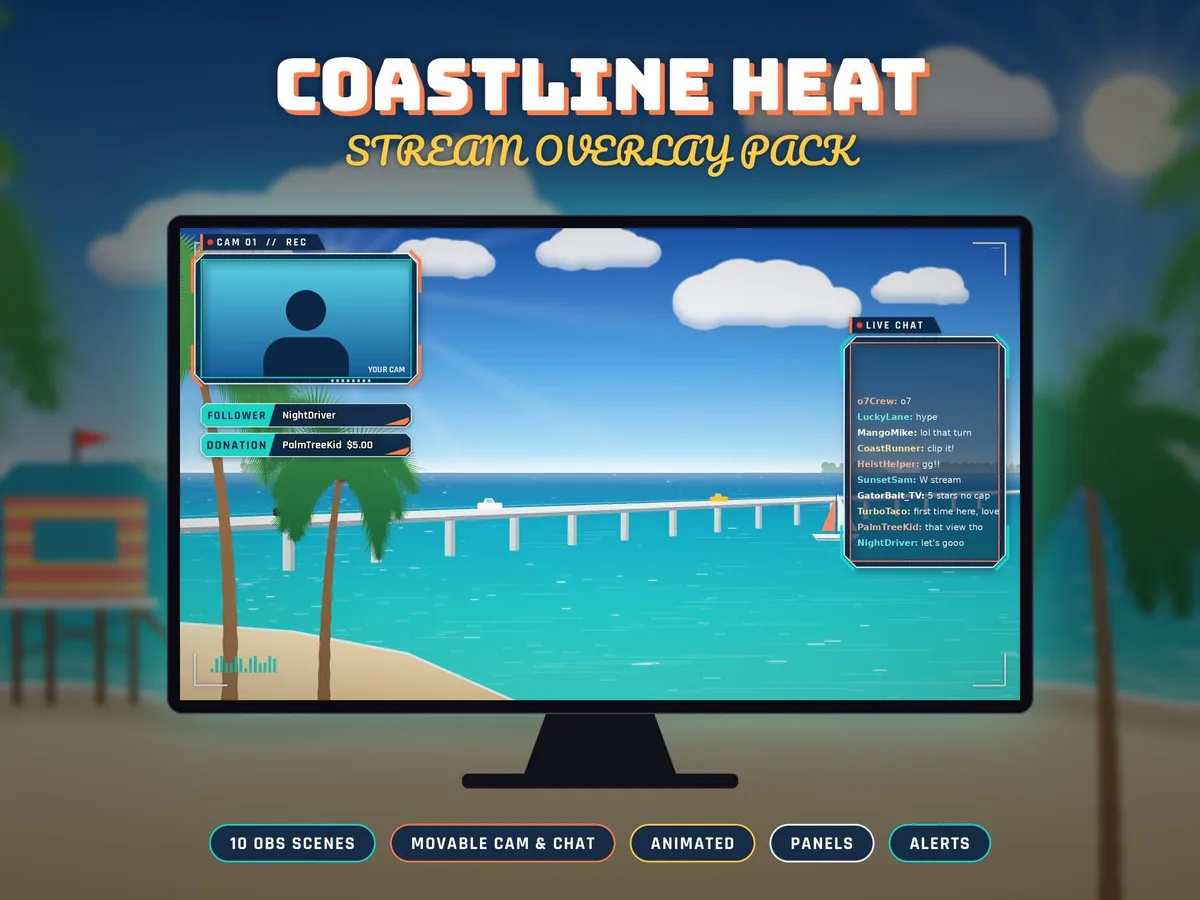 COASTLINE HEAT
STREAM OVERLAY PACK
CAM 01 // REC
YOUR CAM
FOLLOWER NightDriver
DONATION PalmTreeKid $5.00
LIVE CHAT
o7Crew: o7
LuckyLane: hype
MangoMike: lol that turn
CoastRunner: clip it!
HeistHelper: gg!!
SunsetSam: W stream
GatorBait_TV: 5 stars no cap
TurboTaco: first time here, love
PalmTreeKid: that view tho
NightDriver: let's gooo
10 OBS SCENES
MOVABLE CAM & CHAT
ANIMATED
PANELS
ALERTS